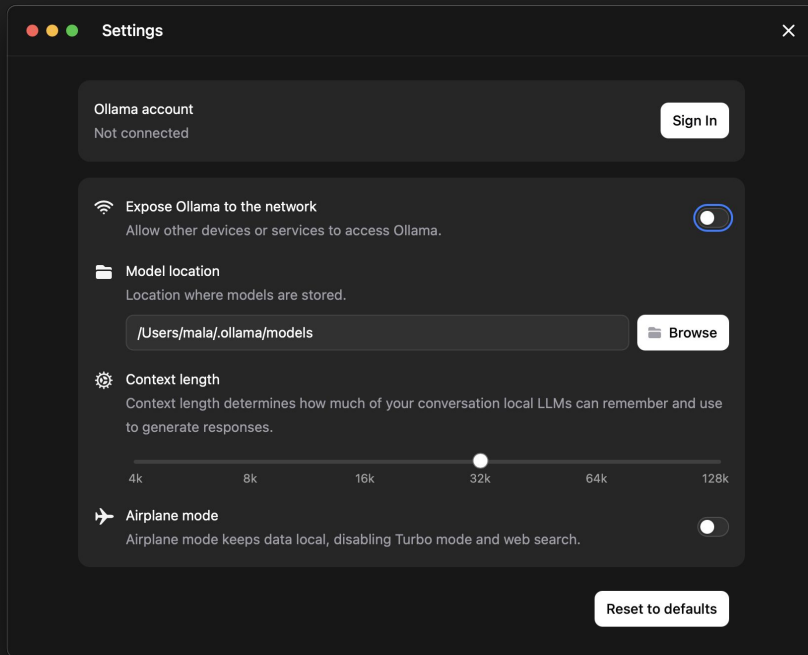 Settings
Ollama account
Not connected
Sign In
Expose Ollama to the network
Allow other devices or services to access Ollama.
Model location
Location where models are stored.
/Users/mala/.ollama/models
Browse
Context length
Context length determines how much of your conversation local LLMs can remember and use
to generate responses.
4k 8k 16k 32k 64k 128k
Airplane mode
Airplane mode keeps data local, disabling Turbo mode and web search.
Reset to defaults